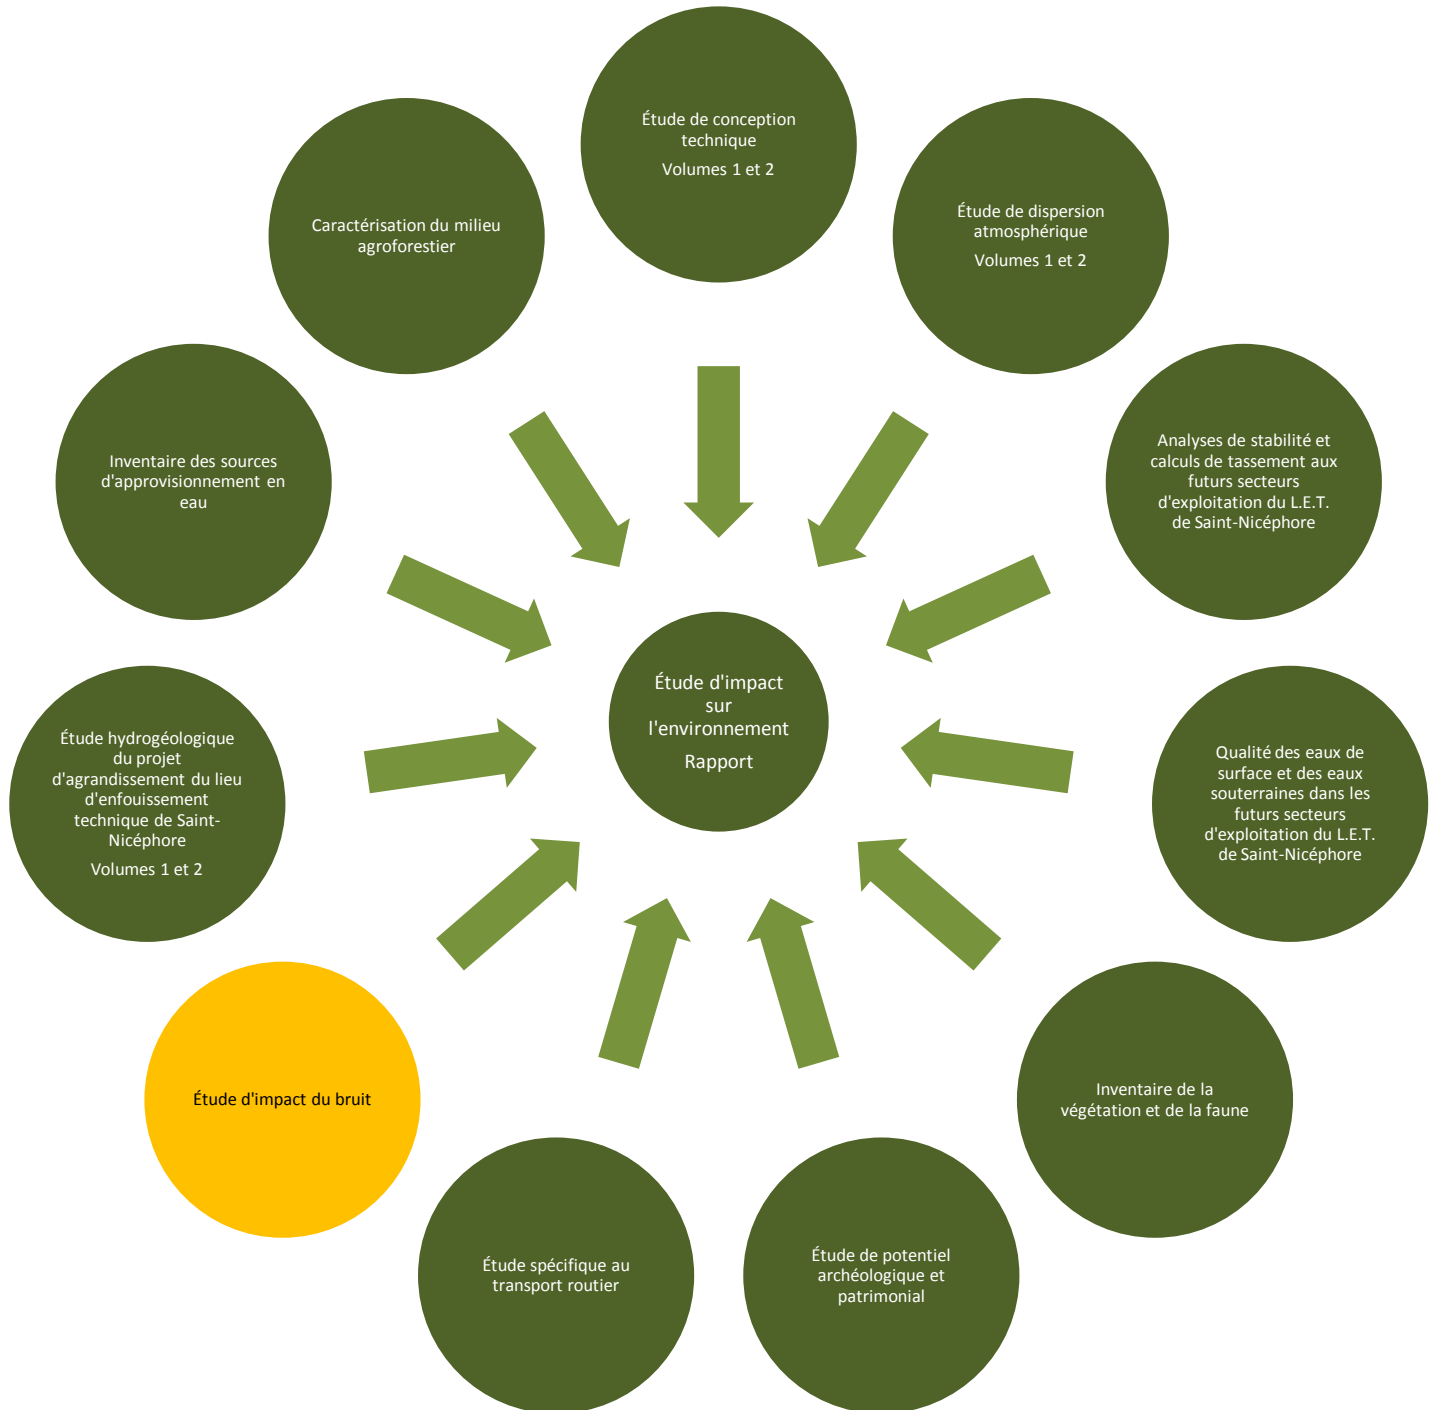 Étude de conception
technique
Volumes 1 et 2
Étude de dispersion
atmosphérique
Volumes 1 et 2
Analyses de stabilité et
calculs de tassement aux
futurs secteurs
d'exploitation du L.E.T.
de Saint-Nicéphore
Qualité des eaux de
surface et des eaux
souterraines dans les
futurs secteurs
d'exploitation du L.E.T.
de Saint-Nicéphore
Inventaire de la
végétation et de la faune
Étude de potentiel
archéologique et
patrimonial
Étude spécifique au
transport routier
Étude d'impact du bruit
Étude hydrogéologique
du projet
d'agrandissement du lieu
d'enfouissement
technique de Saint-
Nicéphore
Volumes 1 et 2
Inventaire des sources
d'approvisionnement en
eau
Caractérisation du milieu
agroforestier
Étude d'impact
sur
l'environnement
Rapport